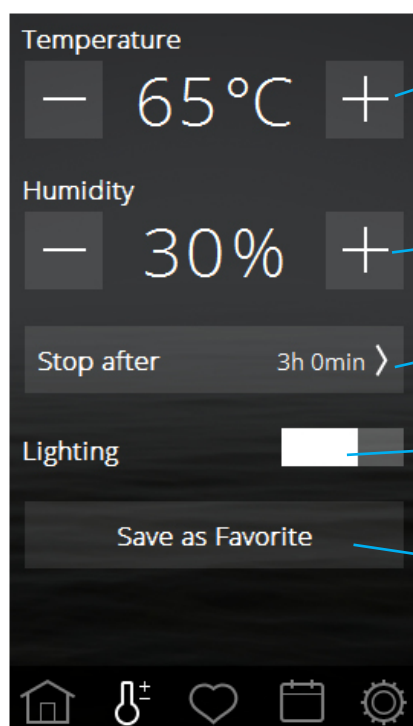 Temperature
— 65°C +
Humidity
— 30% +
Stop after 3h 0min 〉
Lighting
Save as Favorite